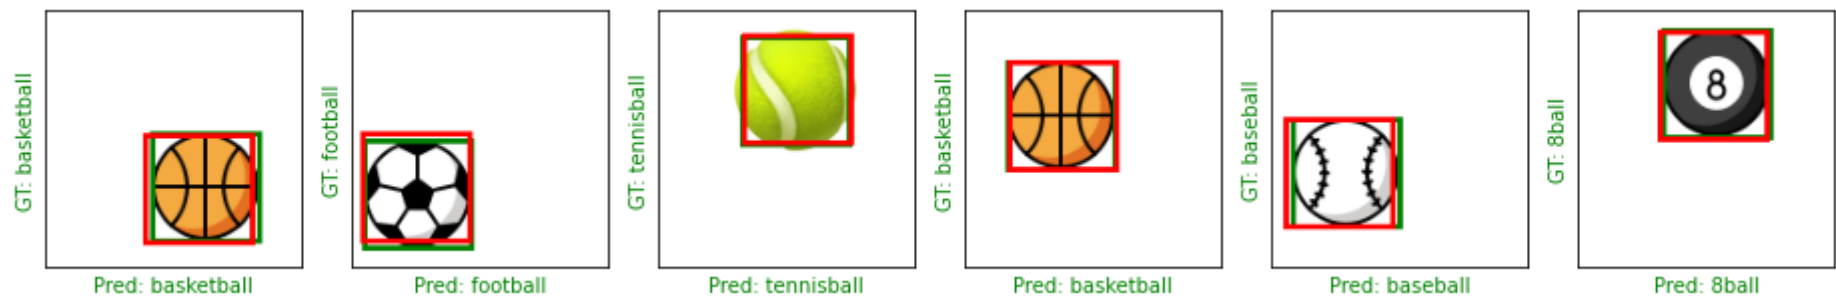 GT: basketball
Pred: basketball
GT: football
Pred: football
GT: tennisball
Pred: tennisball
GT: basketball
Pred: basketball
GT: baseball
Pred: baseball
GT: 8ball
8
Pred: 8ball